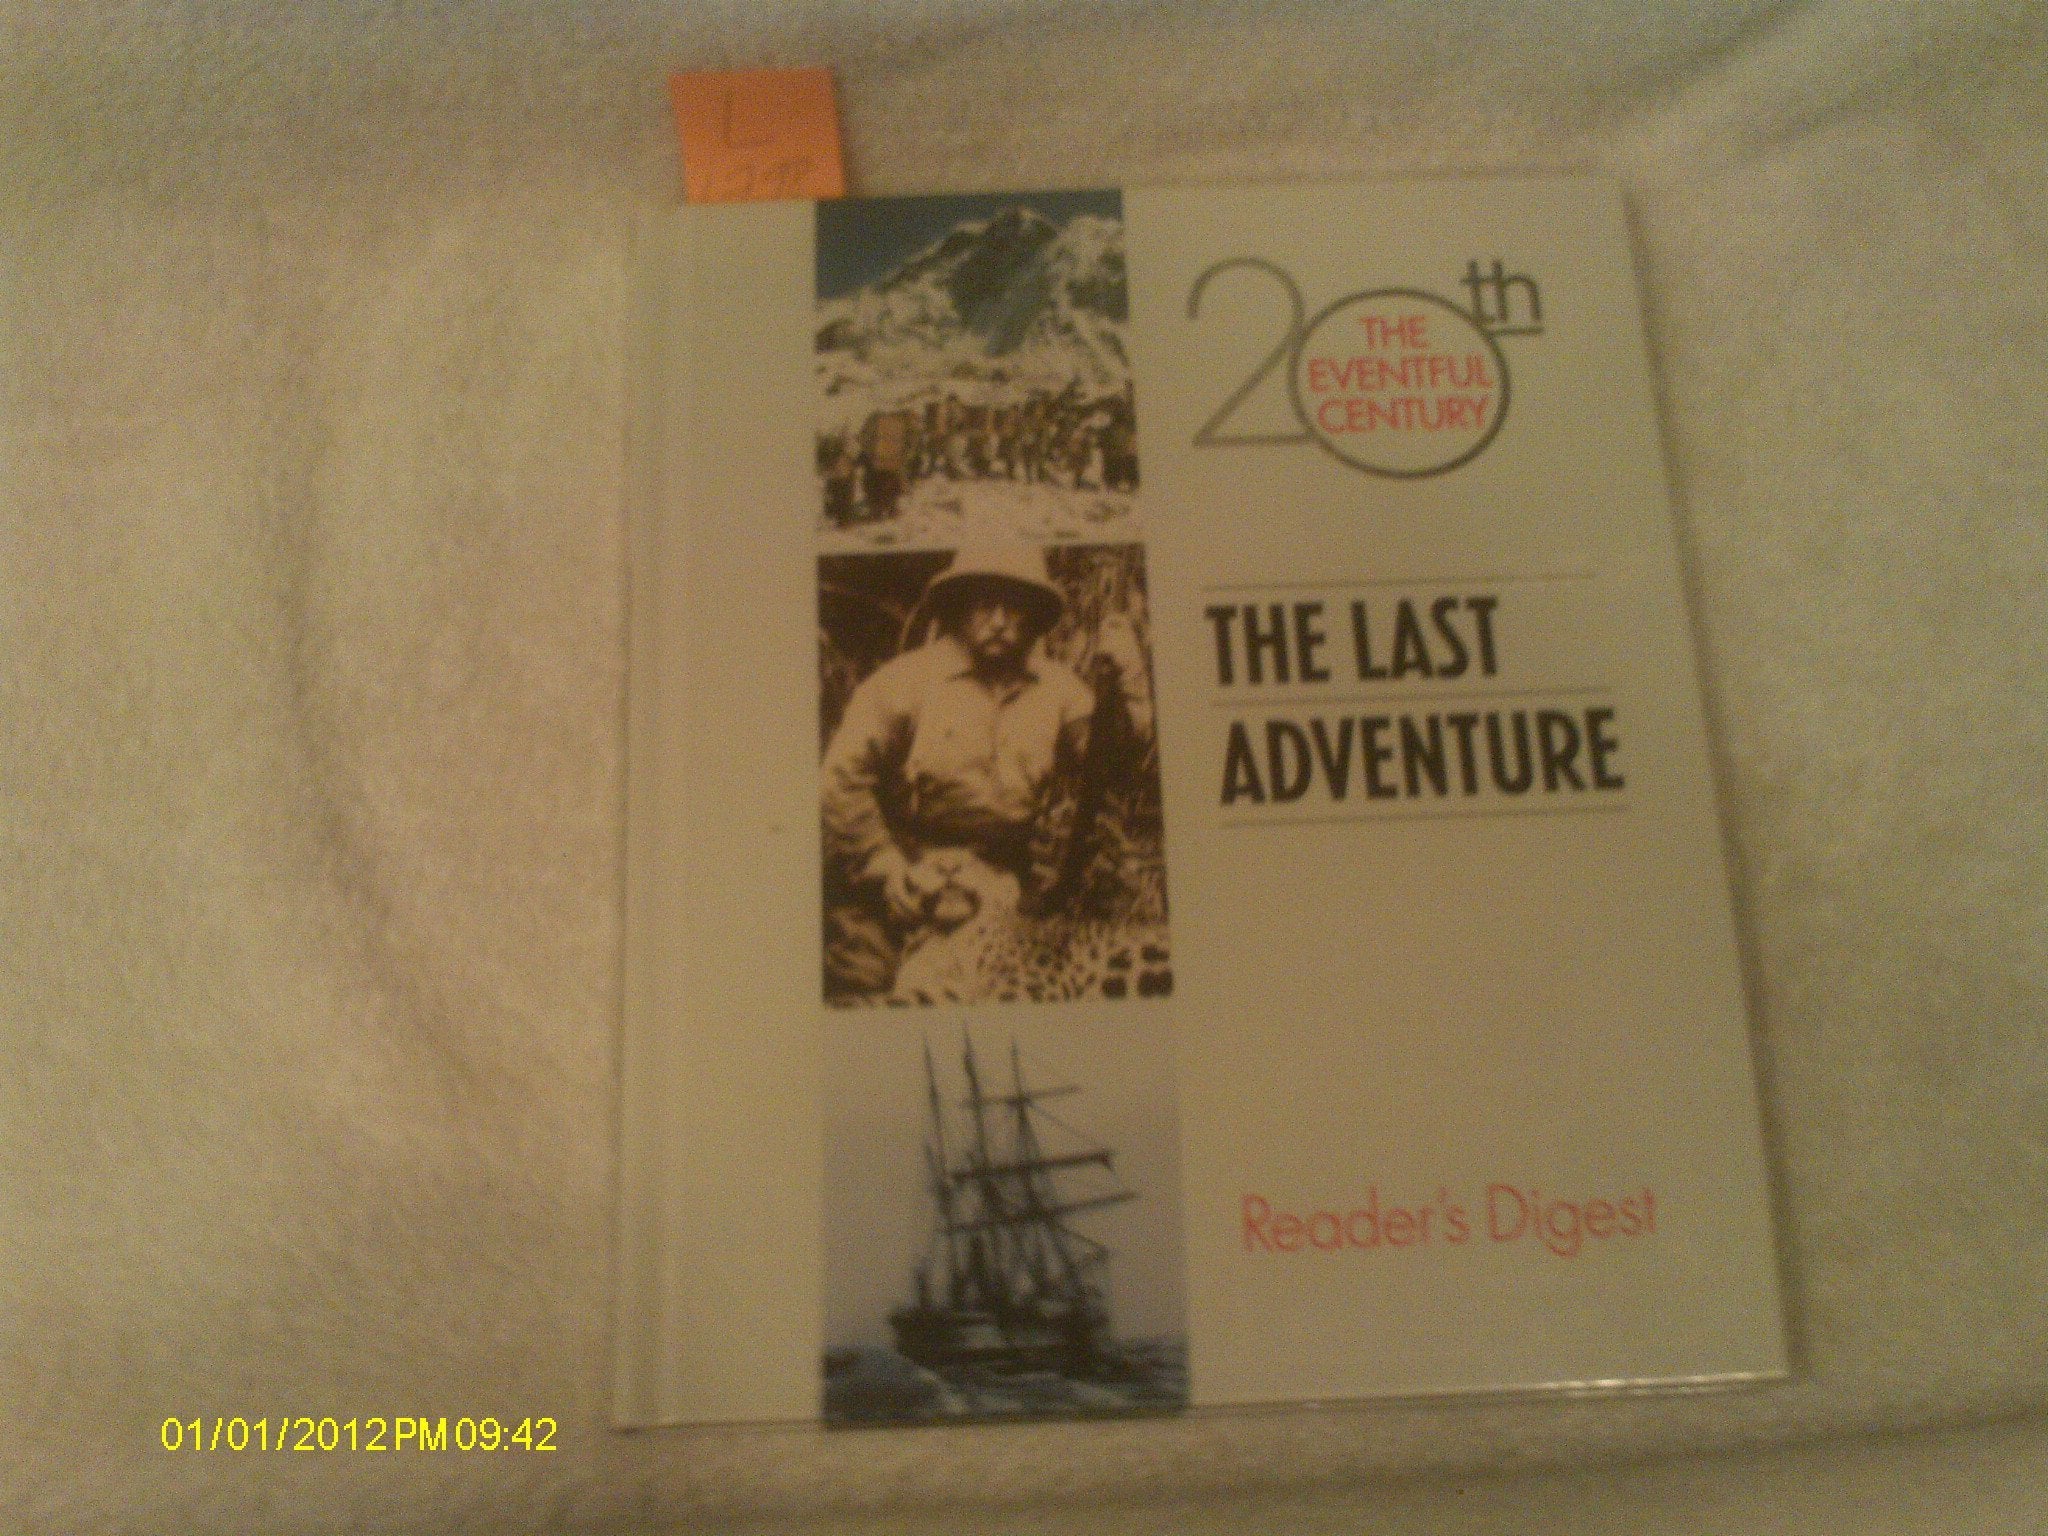 L
20th
THE
EVENTFUL
CENTURY
THE LAST
ADVENTURE
Reader's Digest
01/01/2012 PM 09:42